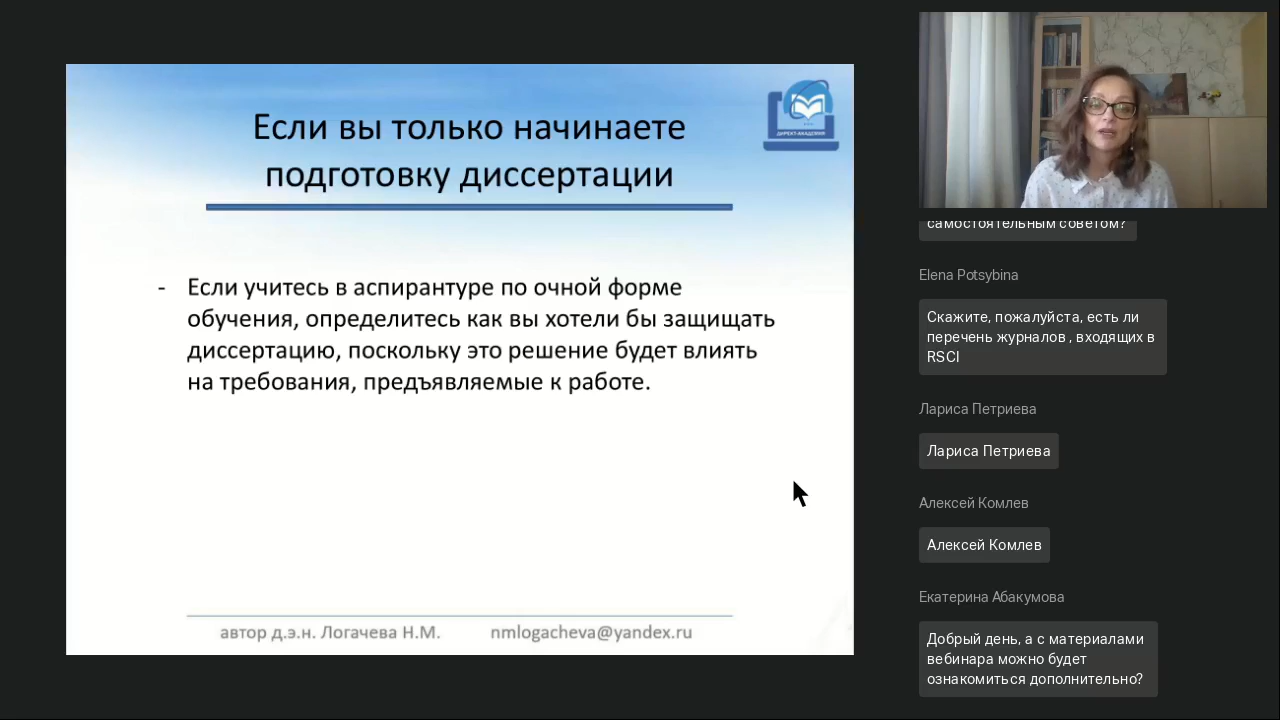 Если вы только начинаете
подготовку диссертации
ДИРЕКТ-АКАДЕМИЯ
- Если учитесь в аспирантуре по очной форме
обучения, определитесь как вы хотели бы защищать
диссертацию, поскольку это решение будет влиять
на требования, предъявляемые к работе.
автор д.э.н. Логачева Н.М. nmlogacheva@yandex.ru
самостоятельным советом?
Elena Potsybina
Скажите, пожалуйста, есть ли
перечень журналов , входящих в
RSCI
Лариса Петриева
Лариса Петриева
Алексей Комлев
Алексей Комлев
Екатерина Абакумова
Добрый день, а с материалами
вебинара можно будет
ознакомиться дополнительно?